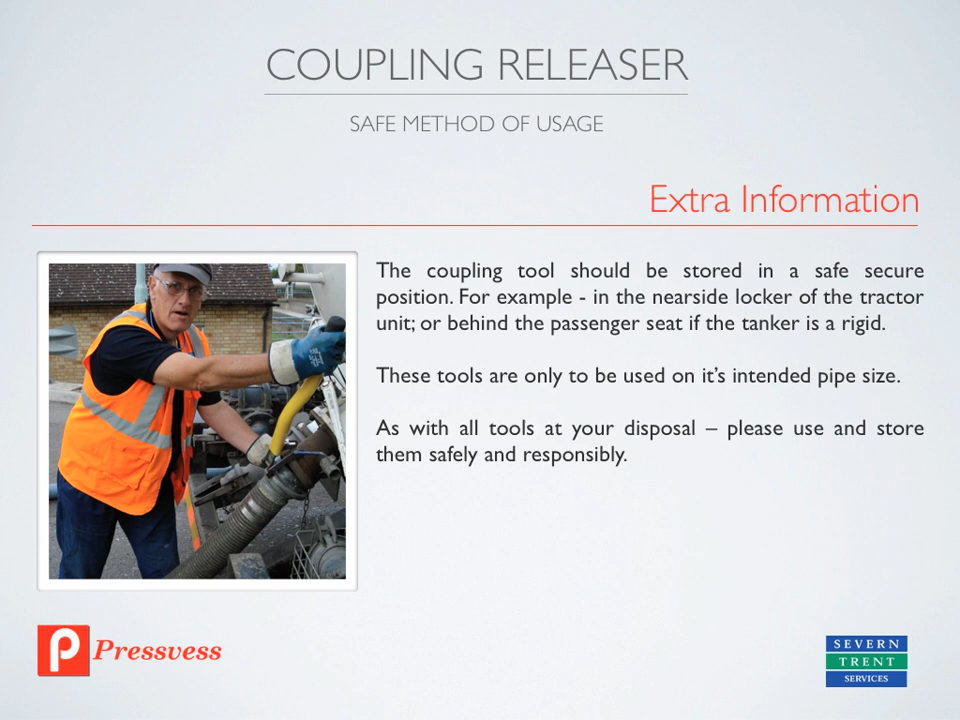 COUPLING RELEASER
SAFE METHOD OF USAGE
Extra Information
The coupling tool should be stored in a safe secure
position. For example - in the nearside locker of the tractor
unit; or behind the passenger seat if the tanker is a rigid.
These tools are only to be used on it’s intended pipe size.
As with all tools at your disposal – please use and store
them safely and responsibly.
Pressvess
SEVERN
TRENT
SERVICES